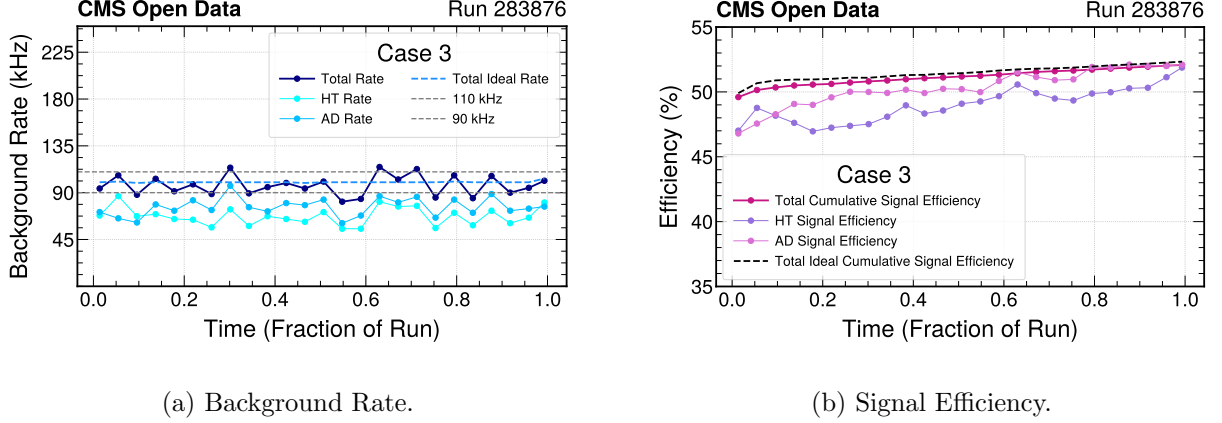 CMS Open Data Run 283876
Case 3
Total Rate
HT Rate
AD Rate
Total Ideal Rate
110 kHz
90 kHz
Background Rate (kHz)
225
180
135
90
45
0.0 0.2 0.4 0.6 0.8 1.0
Time (Fraction of Run)
(a) Background Rate.
CMS Open Data Run 283876
Efficiency (%)
55
50
45
40
35
Case 3
Total Cumulative Signal Efficiency
HT Signal Efficiency
AD Signal Efficiency
Total Ideal Cumulative Signal Efficiency
0.0 0.2 0.4 0.6 0.8 1.0
Time (Fraction of Run)
(b) Signal Efficiency.